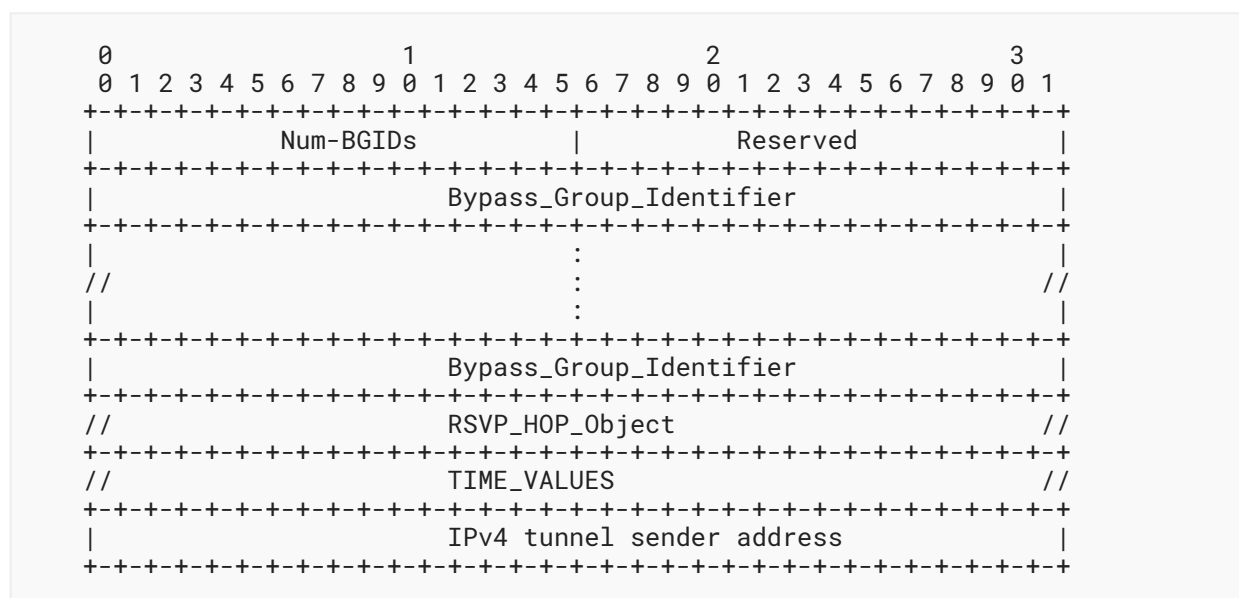 0                   1                   2                   3
 0 1 2 3 4 5 6 7 8 9 0 1 2 3 4 5 6 7 8 9 0 1 2 3 4 5 6 7 8 9 0 1
+-+-+-+-+-+-+-+-+-+-+-+-+-+-+-+-+-+-+-+-+-+-+-+-+-+-+-+-+-+-+-+-+
|            Num-BGIDs          |          Reserved             |
+-+-+-+-+-+-+-+-+-+-+-+-+-+-+-+-+-+-+-+-+-+-+-+-+-+-+-+-+-+-+-+-+
|                       Bypass_Group_Identifier                 |
+-+-+-+-+-+-+-+-+-+-+-+-+-+-+-+-+-+-+-+-+-+-+-+-+-+-+-+-+-+-+-+-+
|                               :                               |
//                              :                              //
|                               :                               |
+-+-+-+-+-+-+-+-+-+-+-+-+-+-+-+-+-+-+-+-+-+-+-+-+-+-+-+-+-+-+-+-+
|                       Bypass_Group_Identifier                 |
+-+-+-+-+-+-+-+-+-+-+-+-+-+-+-+-+-+-+-+-+-+-+-+-+-+-+-+-+-+-+-+-+
//                      RSVP_HOP_Object                        //
+-+-+-+-+-+-+-+-+-+-+-+-+-+-+-+-+-+-+-+-+-+-+-+-+-+-+-+-+-+-+-+-+
//                      TIME_VALUES                            //
+-+-+-+-+-+-+-+-+-+-+-+-+-+-+-+-+-+-+-+-+-+-+-+-+-+-+-+-+-+-+-+-+
|                       IPv4 tunnel sender address              |
+-+-+-+-+-+-+-+-+-+-+-+-+-+-+-+-+-+-+-+-+-+-+-+-+-+-+-+-+-+-+-+-+